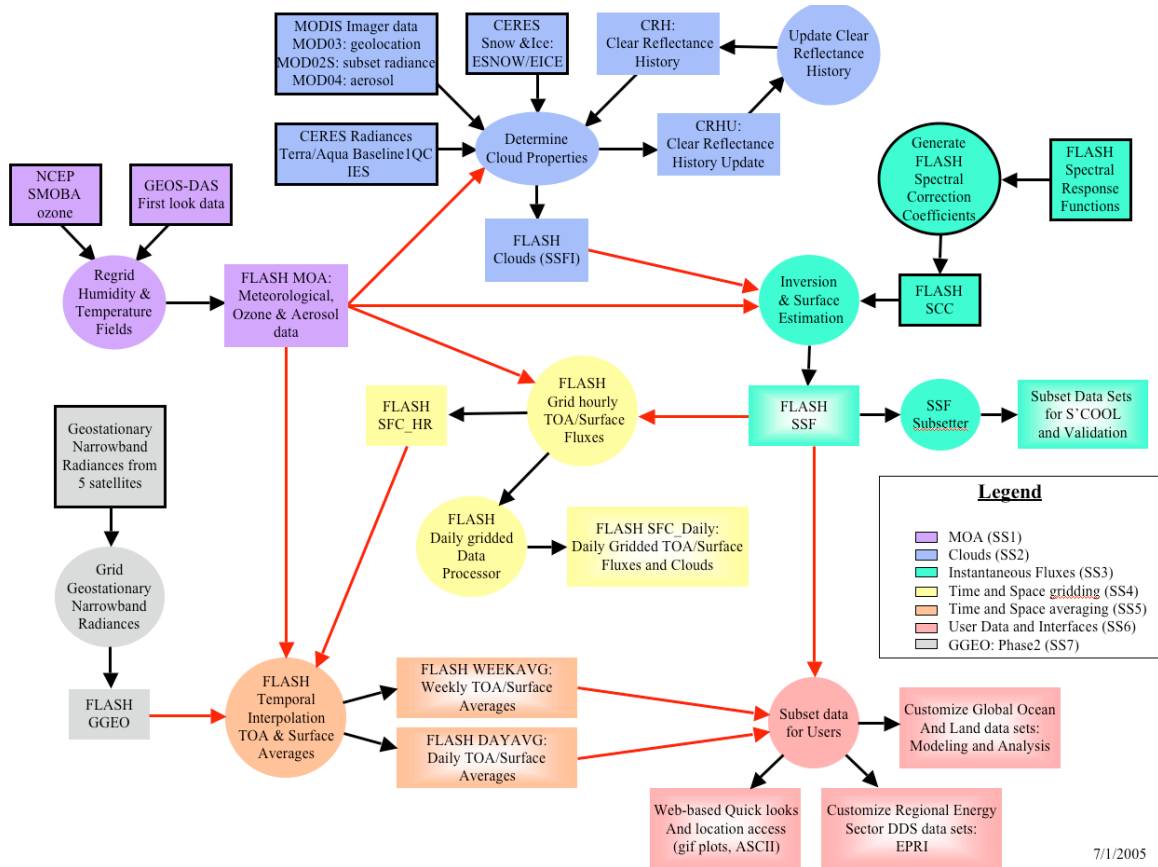 MODIS Imager data
MOD03: geolocation
MOD02S: subset radiance
MOD04: aerosol
CERES
Snow &Ice:
ESNOW/EICE
CRH:
Clear Reflectance
History
Update Clear
Reflectance
History
CERES Radiances
Terra/Aqua Baseline1QC
IES
Determine
Cloud Properties
CRHU:
Clear Reflectance
History Update
Generate
FLASH
Spectral
Correction
Coefficients
FLASH
Spectral
Response
Functions
NCEP
SMOBA
ozone
GEOS-DAS
First look data
FLASH
Clouds (SSFI)
Regrid
Humidity &
Temperature
Fields
FLASH MOA:
Meteorological,
Ozone & Aerosol
data
Inversion
& Surface
Estimation
FLASH
SCC
FLASH
SFC_HR
FLASH
Grid hourly
TOA/Surface
Fluxes
FLASH
SSF
SSF
Subsetter
Subset Data Sets
for S'COOL
and Validation
Geostationary
Narrowband
Radiances from
5 satellites
FLASH
Daily gridded
Data
Processor
FLASH SFC_Daily:
Daily Gridded TOA/Surface
Fluxes and Clouds
Legend
MOA (SS1)
Clouds (SS2)
Instantaneous Fluxes (SS3)
Time and Space gridding (SS4)
Time and Space averaging (SS5)
User Data and Interfaces (SS6)
GGEO: Phase2 (SS7)
Grid
Geostationary
Narrowband
Radiances
FLASH
GGEO
FLASH
Temporal
Interpolation
TOA & Surface
Averages
FLASH WEEKAVG:
Weekly TOA/Surface
Averages
FLASH DAYAVG:
Daily TOA/Surface
Averages
Subset data
for Users
Customize Global Ocean
And Land data sets:
Modeling and Analysis
Web-based Quick looks
And location access
(gif plots, ASCII)
Customize Regional Energy
Sector DDS data sets:
EPRI
7/1/2005